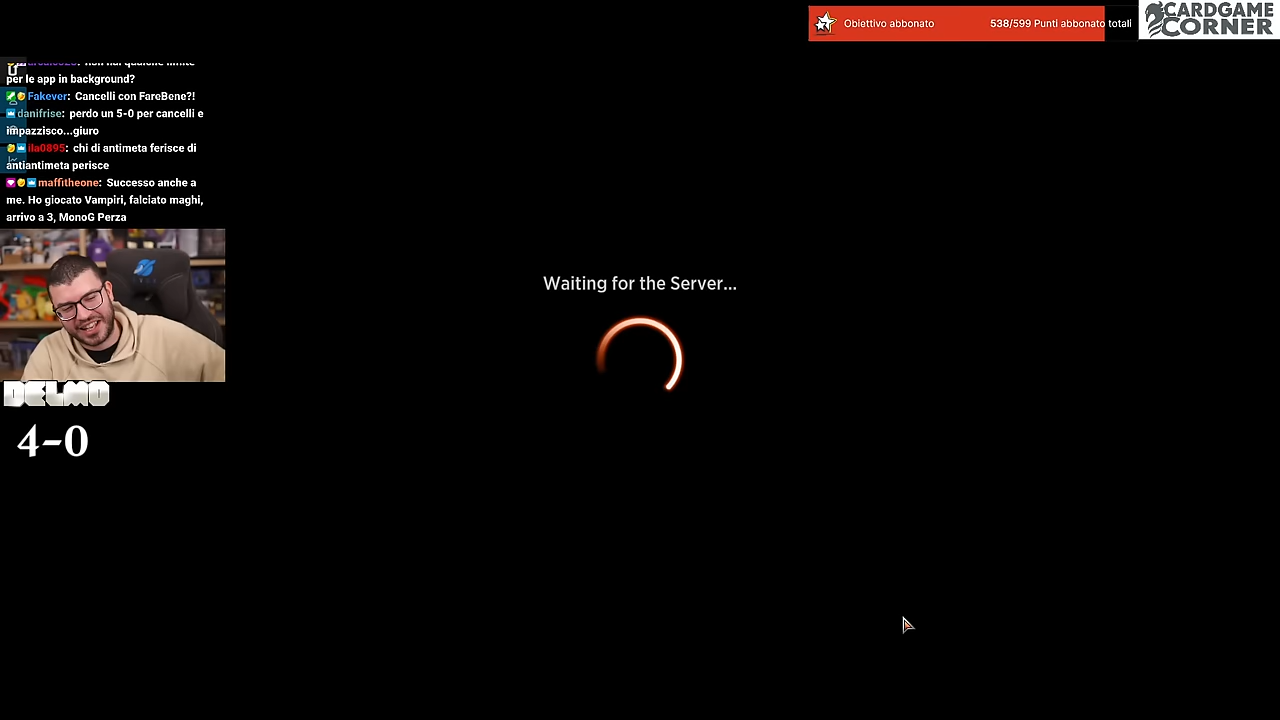 Obiettivo abbonato
538/599 Punti abbonato totali
CARDGAME
CORNER
per le app in background?
Fakever: Cancelli con FareBene?!
danifrise: perdo un 5-0 per cancelli e
impazzisco...giuro
ila0895: chi di antimeta ferisce di
antiantimeta perisce
maffitheone: Successo anche a
me. Ho giocato Vampiri, falciato maghi,
arrivo a 3, MonoG Perza
Waiting for the Server...
DELMO
4-0